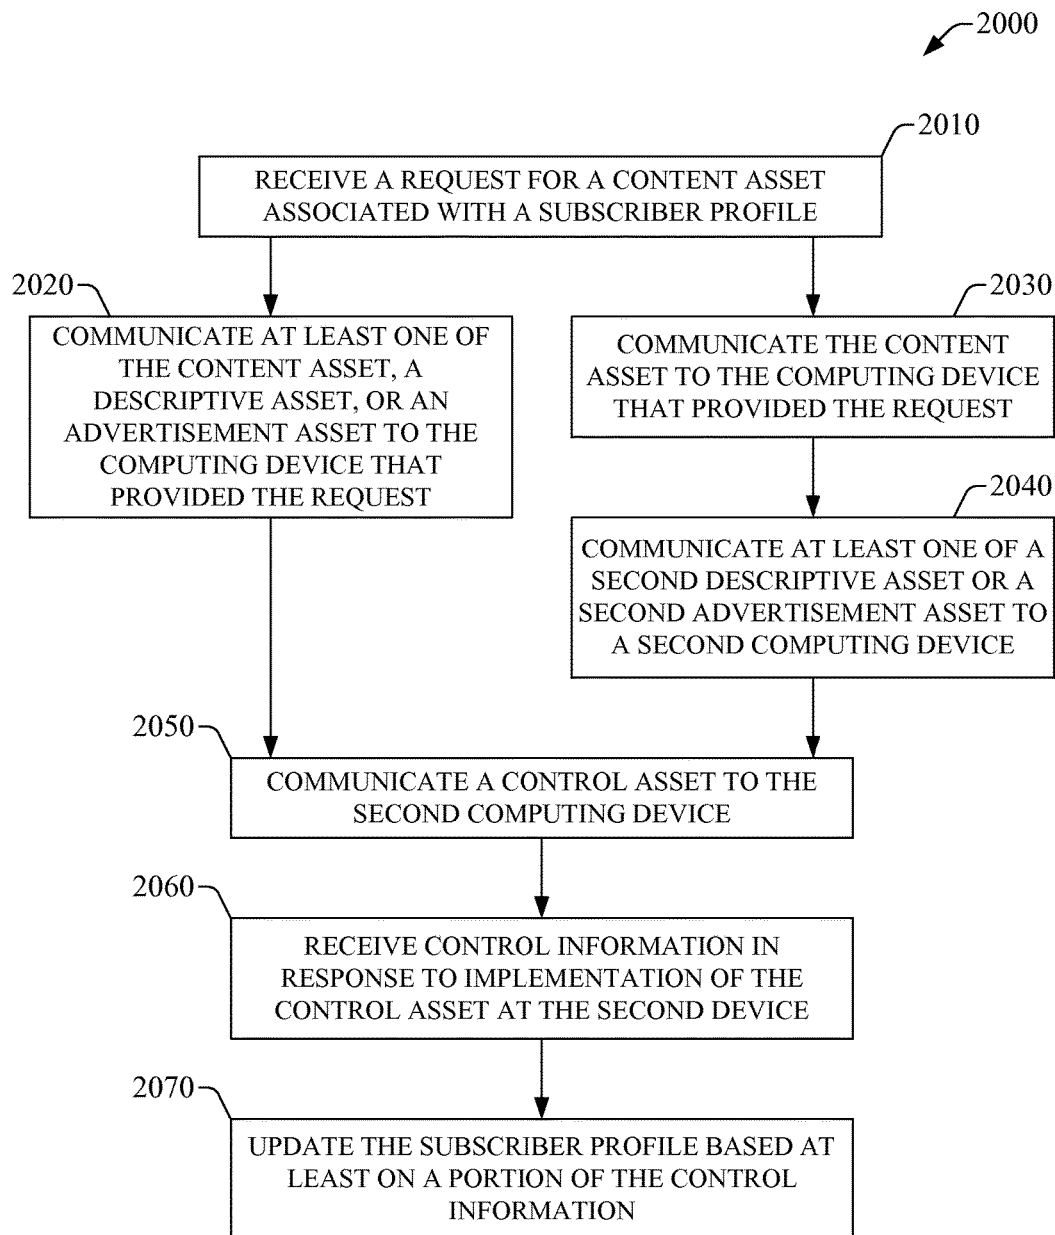 2000
2010
RECEIVE A REQUEST FOR A CONTENT ASSET
ASSOCIATED WITH A SUBSCRIBER PROFILE
2020
COMMUNICATE AT LEAST ONE OF
THE CONTENT ASSET, A
DESCRIPTIVE ASSET, OR AN
ADVERTISEMENT ASSET TO THE
COMPUTING DEVICE THAT
PROVIDED THE REQUEST
2030
COMMUNICATE THE CONTENT
ASSET TO THE COMPUTING DEVICE
THAT PROVIDED THE REQUEST
2040
COMMUNICATE AT LEAST ONE OF A
SECOND DESCRIPTIVE ASSET OR A
SECOND ADVERTISEMENT ASSET TO
A SECOND COMPUTING DEVICE
2050
COMMUNICATE A CONTROL ASSET TO THE
SECOND COMPUTING DEVICE
2060
RECEIVE CONTROL INFORMATION IN
RESPONSE TO IMPLEMENTATION OF THE
CONTROL ASSET AT THE SECOND DEVICE
2070
UPDATE THE SUBSCRIBER PROFILE BASED AT
LEAST ON A PORTION OF THE CONTROL
INFORMATION